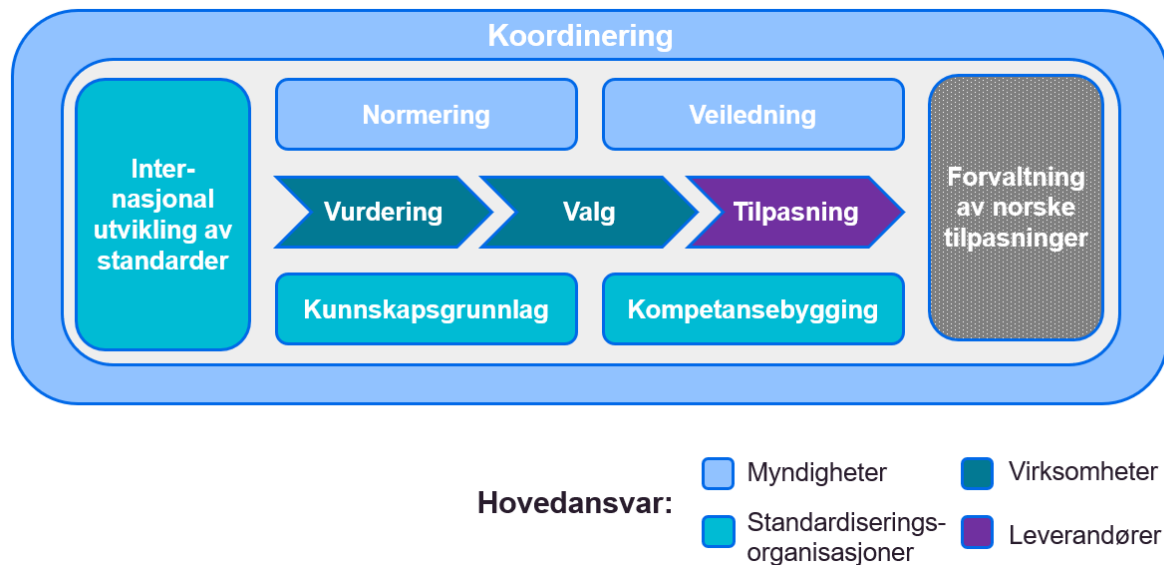 Koordinering
Inter-
nasjonal
utvikling av
standarder
Normering
Veiledning
Vurdering
Valg
Tilpasning
Kunnskapsgrunnlag
Kompetansebygging
Forvaltning
av norske
tilpasninger
Hovedansvar:
Myndigheter
Virksomheter
Standardiserings-
organisasjoner
Leverandører